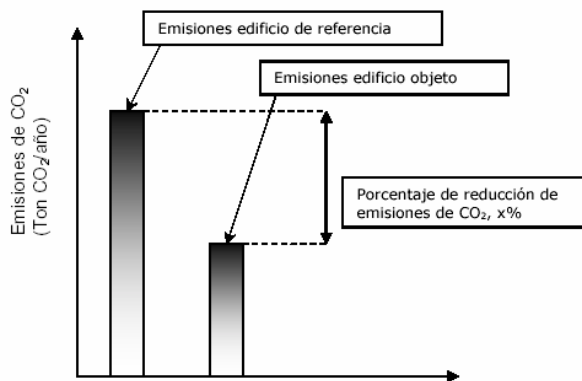 Emisiones edificio de referencia
Emisiones edificio objeto
Emisiones de CO₂
(Ton CO₂/año)
Porcentaje de reducción de
emisiones de CO₂, x%